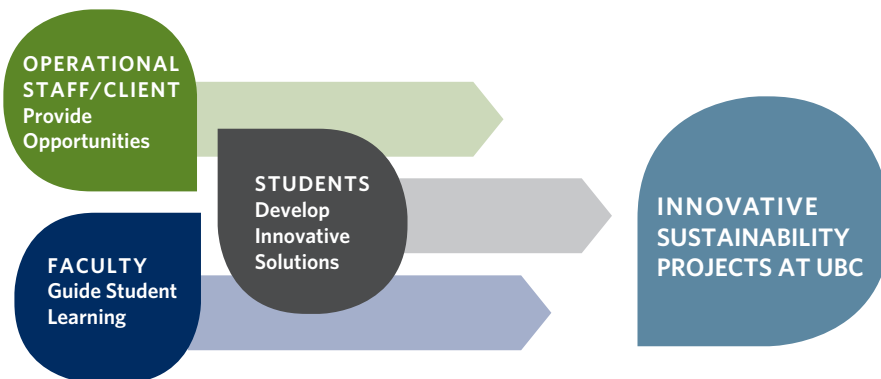 OPERATIONAL
STAFF/CLIENT
Provide
Opportunities
STUDENTS
Develop
Innovative
Solutions
FACULTY
Guide Student
Learning
INNOVATIVE
SUSTAINABILITY
PROJECTS AT UBC